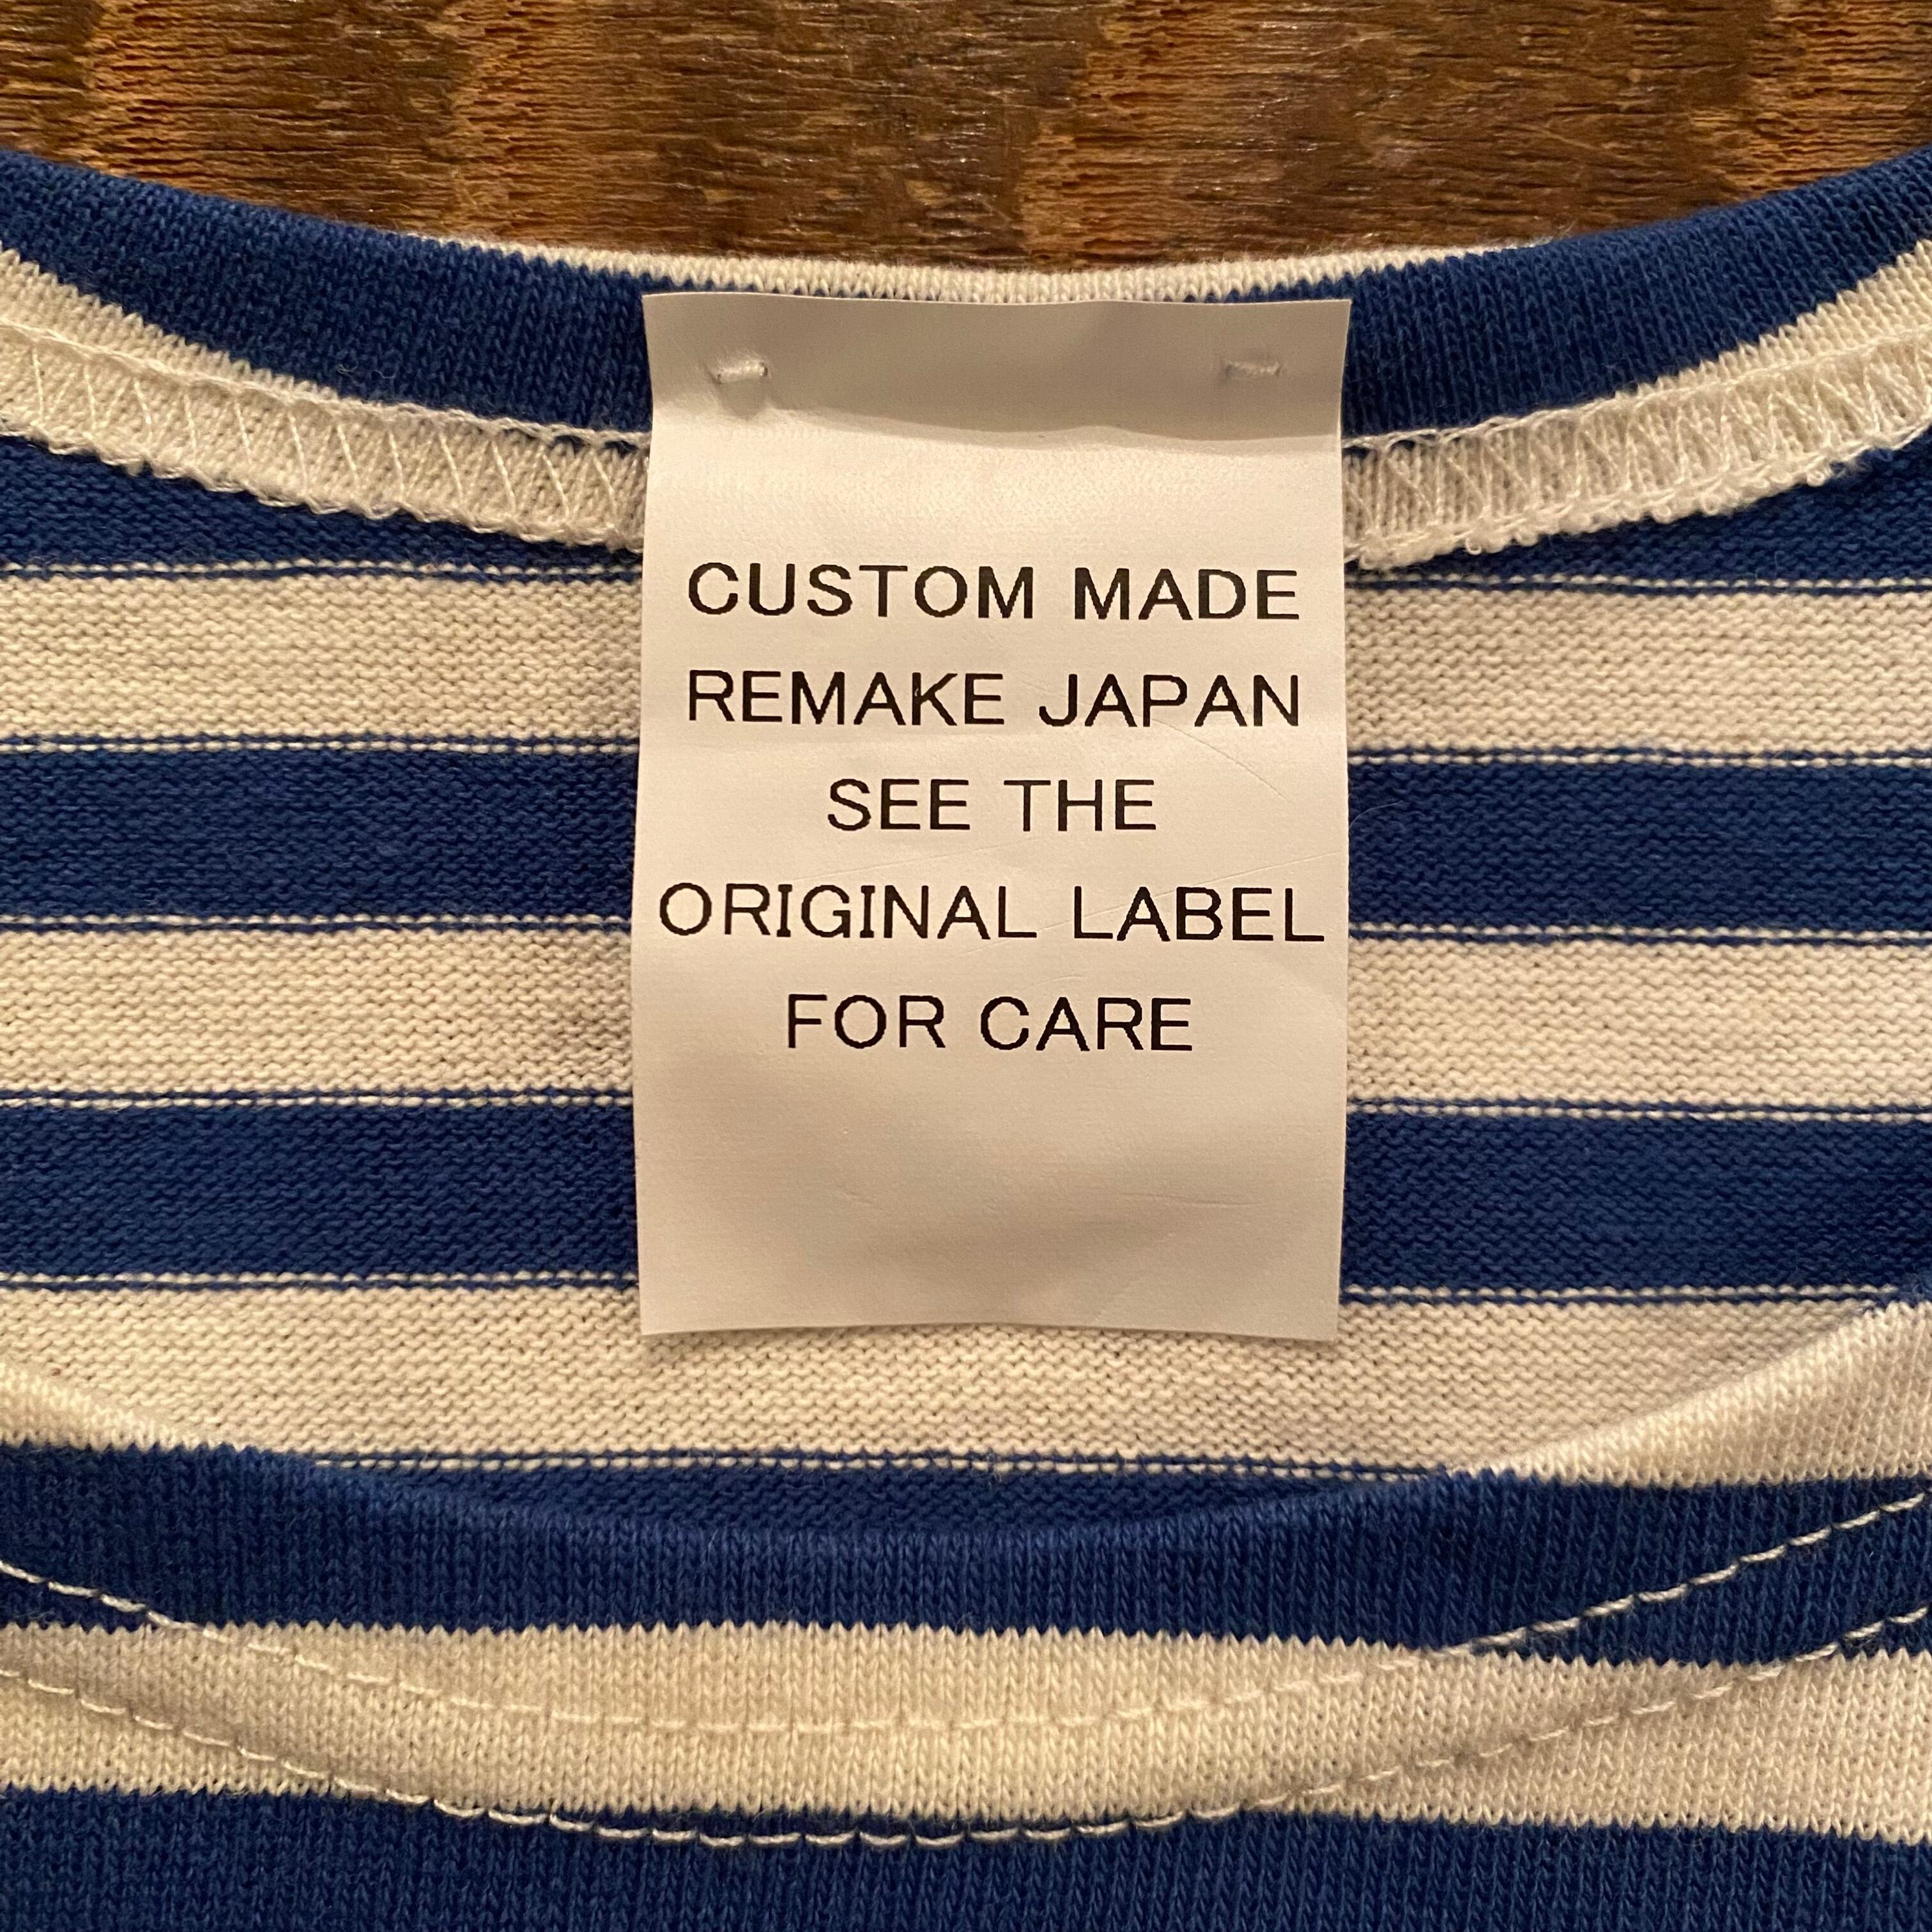 CUSTOM MADE
REMAKE JAPAN
SEE THE
ORIGINAL LABEL
FOR CARE